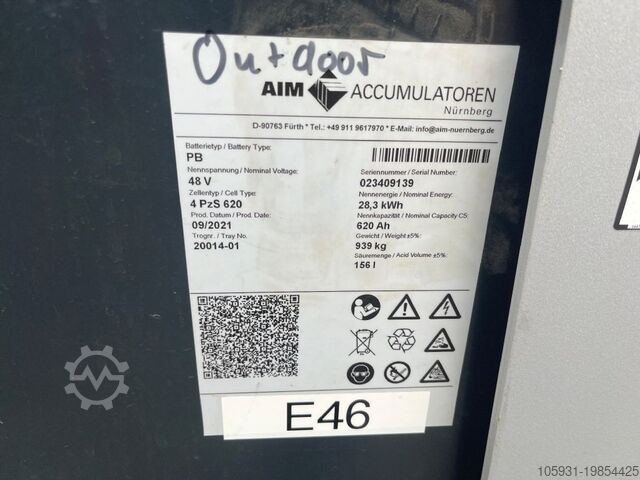 Outdoor
AIM ACCUMULATOREN
Nürnberg
D-90763 Fürth * Tel.: +49 911 9617970 * E-Mail: info@aim-nuernberg.de
Batterietyp / Battery Type:
PB
Nennspannung / Nominal Voltage:
48 V
Zellentyp / Cell Type:
4 PzS 620
Prod. Datum / Prod. Date:
09/2021
Trognr. / Tray No.
20014-01
Seriennummer / Serial Number:
023409139
Nennenergie / Nominal Energy:
28,3 kWh
Nennkapazität / Nominal Capacity C5:
620 Ah
Gewicht / Weight±5%:
939 kg
Säuremenge / Acid Volume ±5%:
156 l
E46
105931-19854425